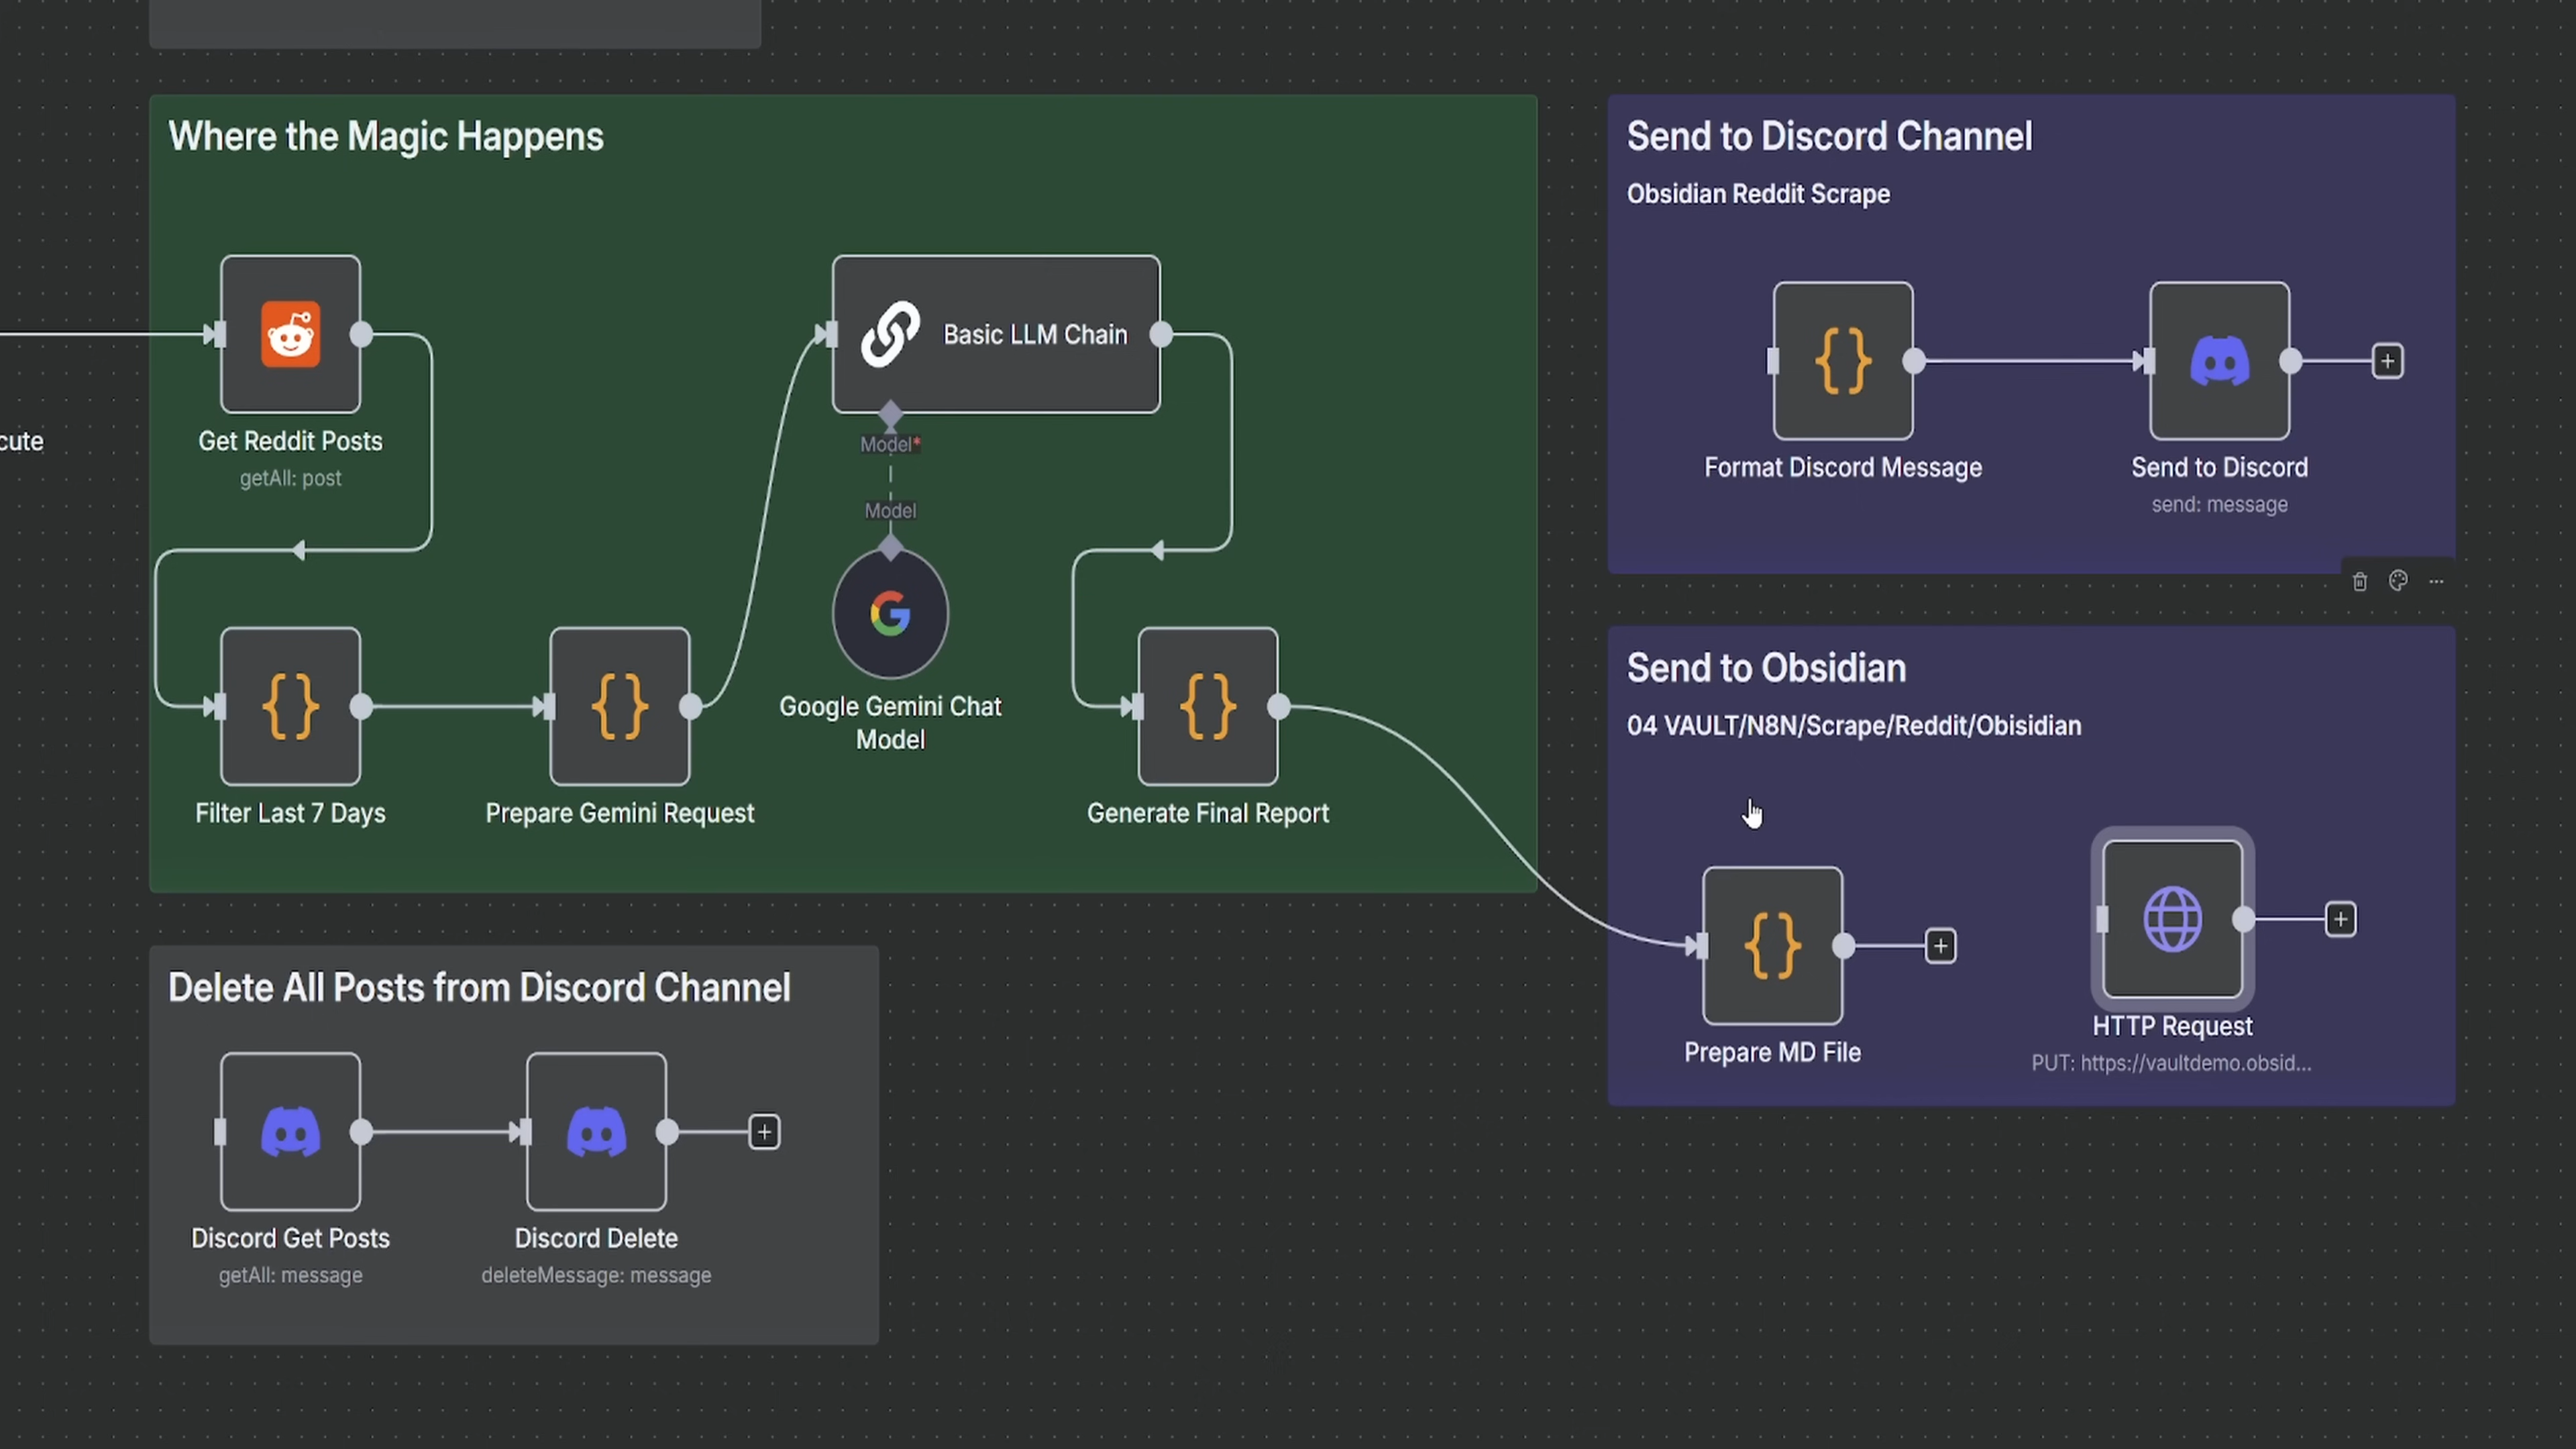 Where the Magic Happens
Get Reddit Posts
getAll: post
cute
Basic LLM Chain
Model*
Model
Google Gemini Chat
Model
Filter Last 7 Days
Prepare Gemini Request
Generate Final Report
Send to Discord Channel
Obsidian Reddit Scrape
Format Discord Message
Send to Discord
send: message
Send to Obsidian
04 VAULT/N8N/Scrape/Reddit/Obisidian
Prepare MD File
HTTP Request
PUT: https://vaultdemo.obsid...
Delete All Posts from Discord Channel
Discord Get Posts
getAll: message
Discord Delete
deleteMessage: message